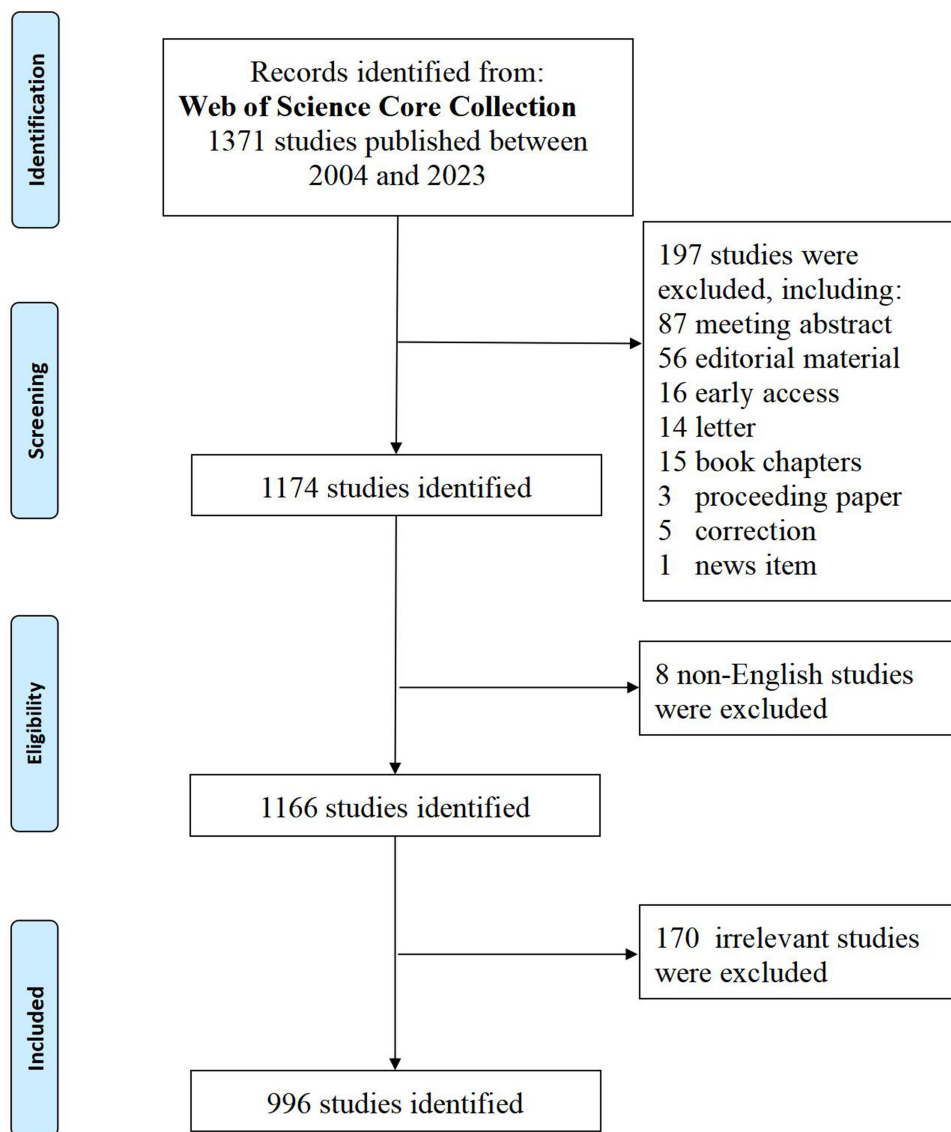 Identification
Records identified from:
Web of Science Core Collection
1371 studies published between
2004 and 2023
197 studies were
excluded, including:
87 meeting abstract
56 editorial material
16 early access
14 letter
15 book chapters
3 proceeding paper
5 correction
1 news item
Screening
1174 studies identified
8 non-English studies
were excluded
Eligibility
1166 studies identified
170 irrelevant studies
were excluded
Included
996 studies identified